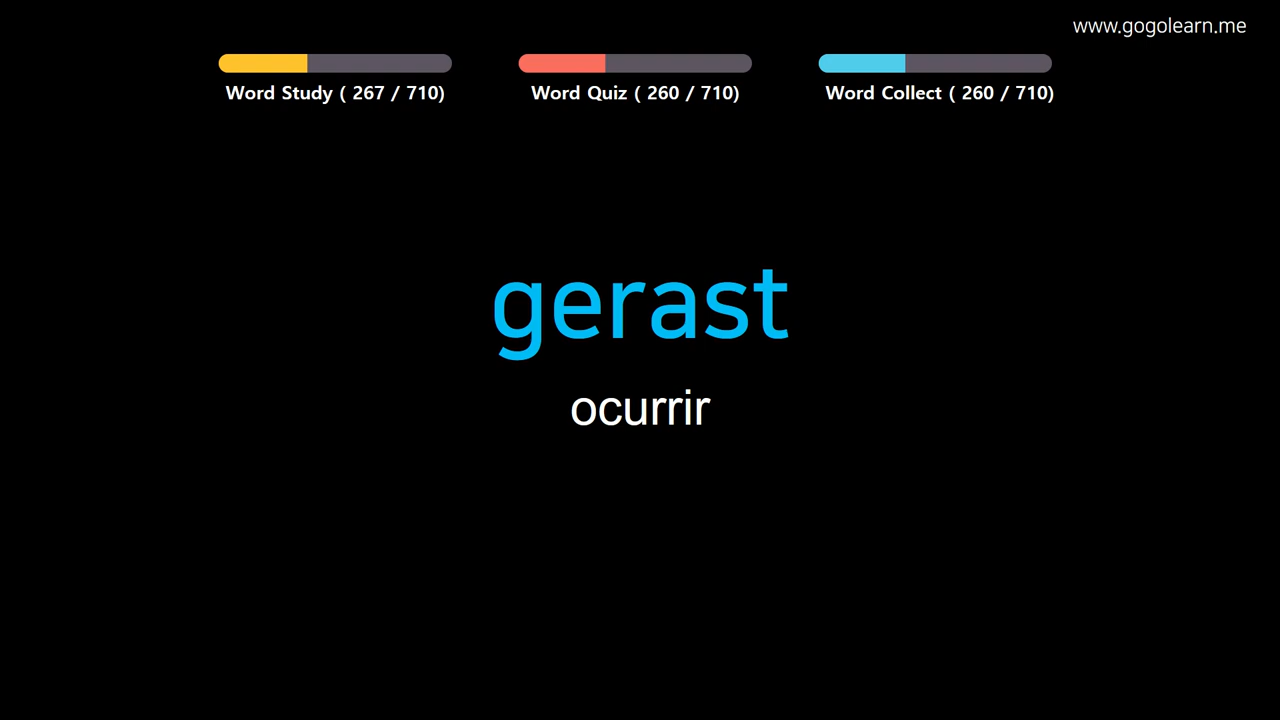 www.gogolearn.me
Word Study ( 267 / 710)
Word Quiz ( 260 / 710)
Word Collect ( 260 / 710)
gerast
ocurrir